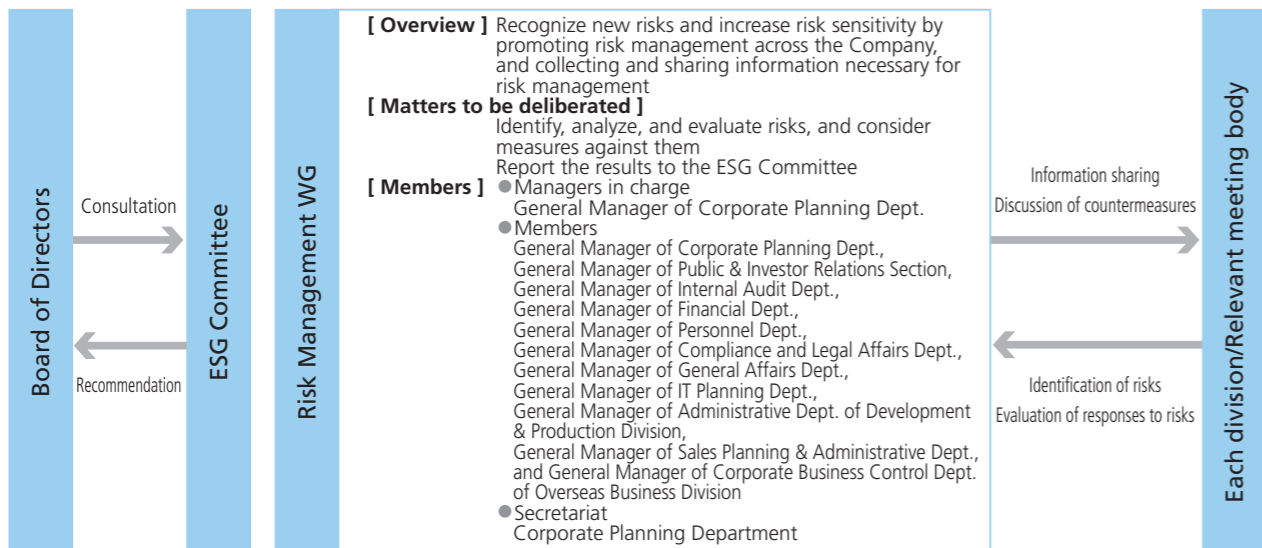 Board of Directors
Consultation
Recommendation
ESG Committee
Risk Management WG
[ Overview ] Recognize new risks and increase risk sensitivity by
promoting risk management across the Company,
and collecting and sharing information necessary for
risk management
[ Matters to be deliberated ]
Identify, analyze, and evaluate risks, and consider
measures against them
Report the results to the ESG Committee
[ Members ] ●Managers in charge
General Manager of Corporate Planning Dept.
●Members
General Manager of Corporate Planning Dept.,
General Manager of Public & Investor Relations Section,
General Manager of Internal Audit Dept.,
General Manager of Financial Dept.,
General Manager of Personnel Dept.,
General Manager of Compliance and Legal Affairs Dept.,
General Manager of General Affairs Dept.,
General Manager of IT Planning Dept.,
General Manager of Administrative Dept. of Development
& Production Division,
General Manager of Sales Planning & Administrative Dept.,
and General Manager of Corporate Business Control Dept.
of Overseas Business Division
●Secretariat
Corporate Planning Department
Information sharing
Discussion of countermeasures
Identification of risks
Evaluation of responses to risks
Each division/Relevant meeting body